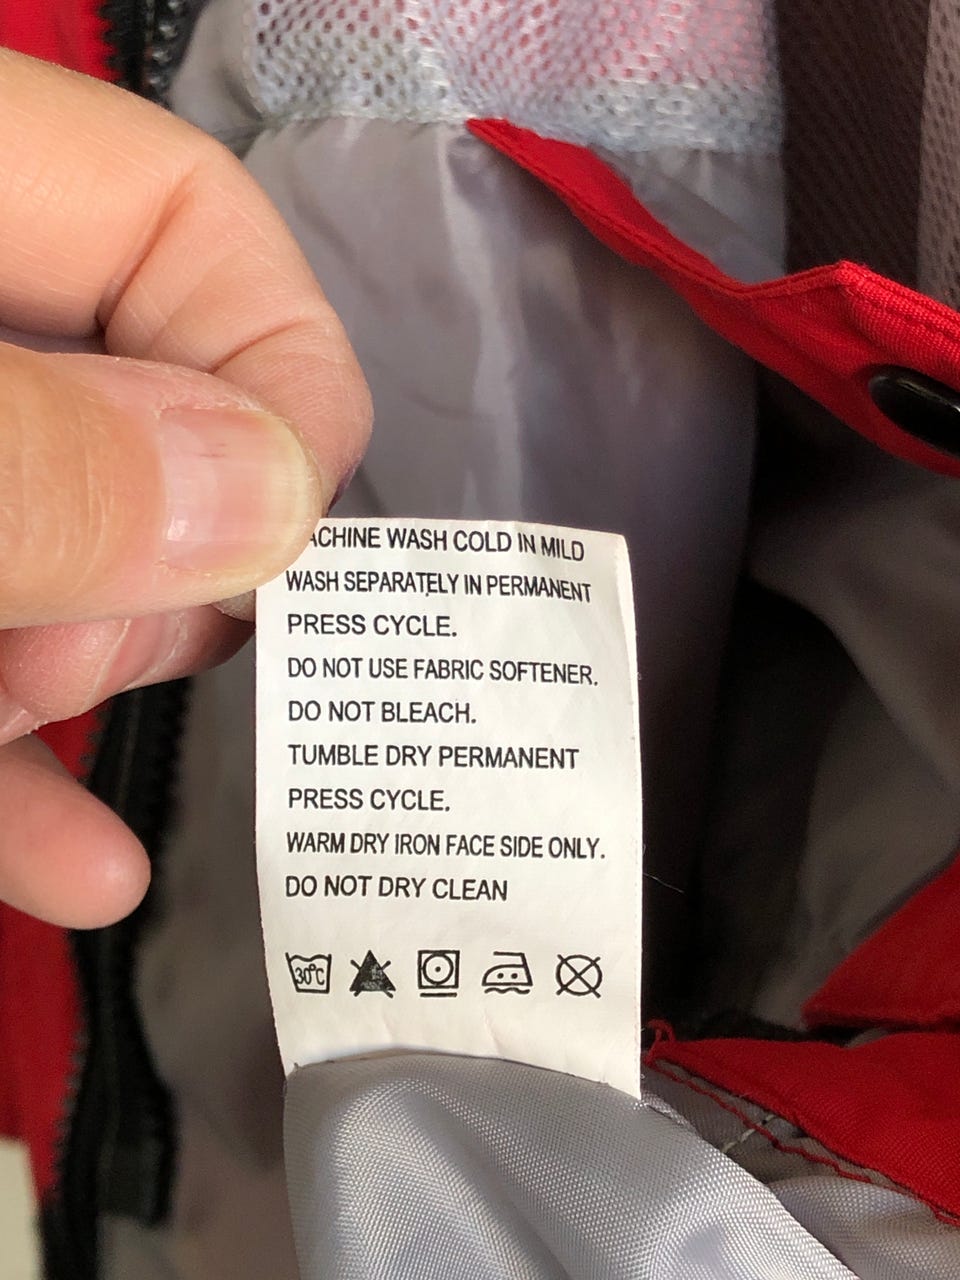 ACHINE WASH COLD IN MILD
WASH SEPARATELY IN PERMANENT
PRESS CYCLE.
DO NOT USE FABRIC SOFTENER.
DO NOT BLEACH.
TUMBLE DRY PERMANENT
PRESS CYCLE.
WARM DRY IRON FACE SIDE ONLY.
DO NOT DRY CLEAN
30°C